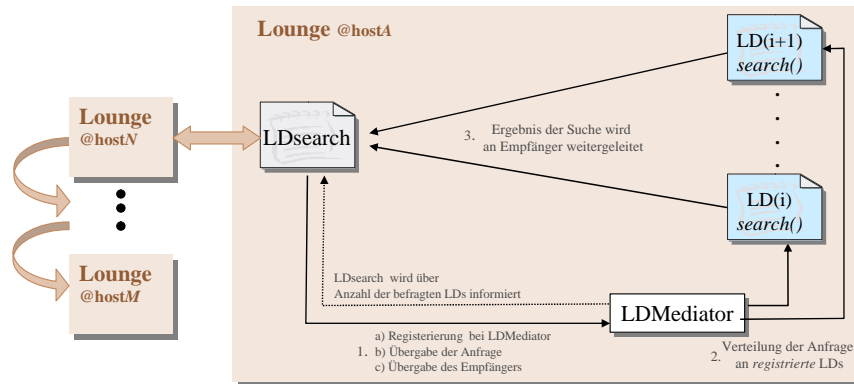 Lounge @hostA
LD(i+1)
search()
Lounge
@hostN
LDsearch
3. Ergebnis der Suche wird
an Empfänger weitergeleitet
LD(i)
search()
Lounge
@hostM
LDsearch wird über
Anzahl der befragten LDs informiert
LDMediator
1. a) Registerierung bei LDMediator
b) Übergabe der Anfrage
c) Übergabe des Empfängers
2. Verteilung der Anfrage
an registrierte LDs